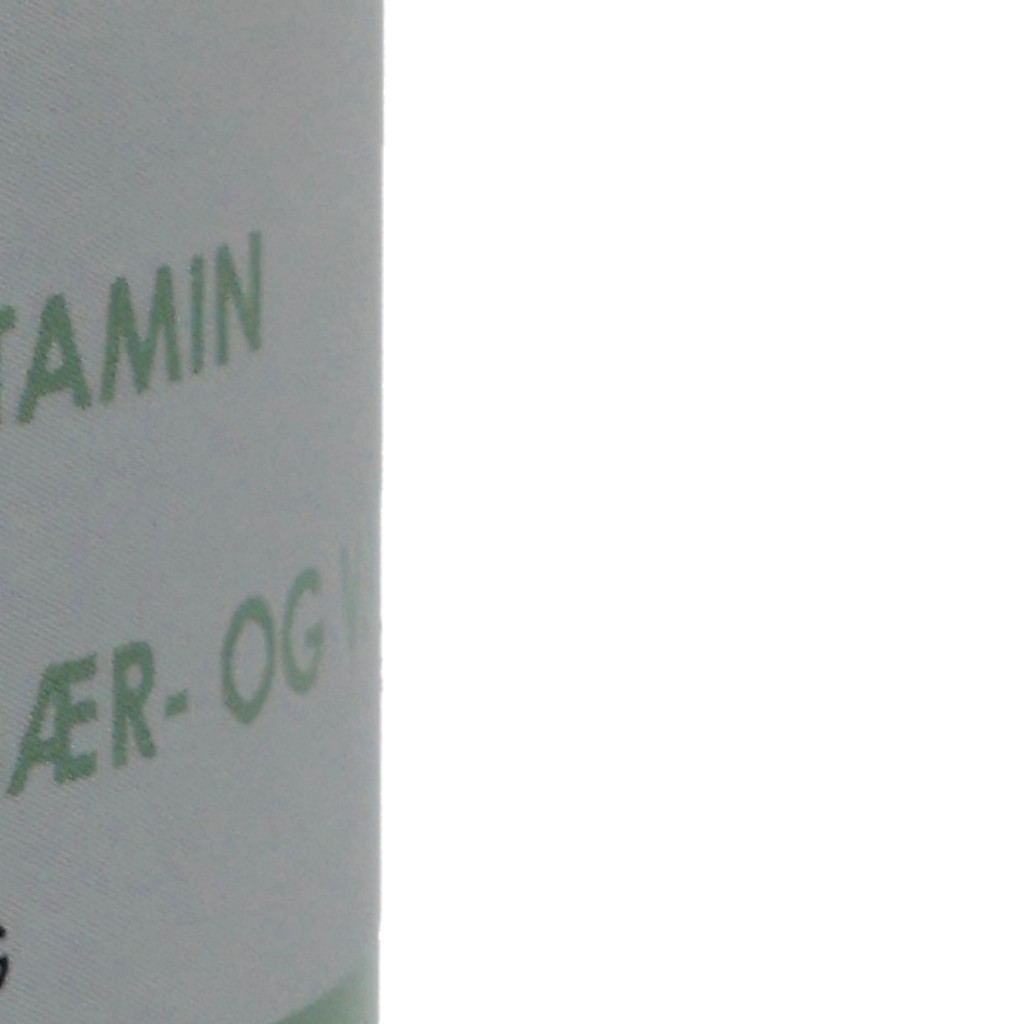 TAMIN
ÆR- OG
G